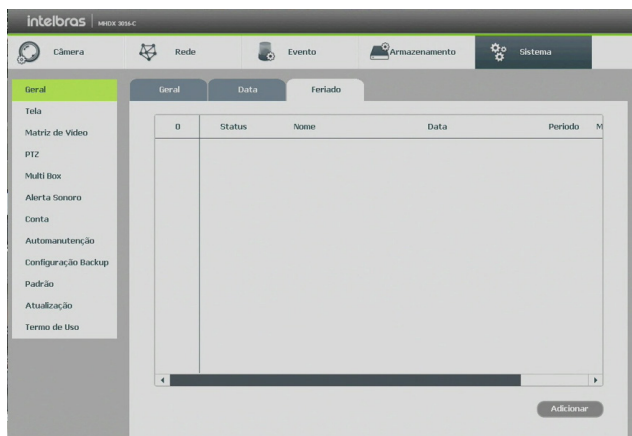 intelbras | MHDX 3016-C
Câmera Rede Evento Armazenamento Sistema
Geral
Tela
Matriz de Vídeo
PTZ
Multi Box
Alerta Sonoro
Conta
Automanutenção
Configuração Backup
Padrão
Atualização
Termo de Uso
Geral Data Feriado
0 Status Nome Data Periodo M
Adicionar